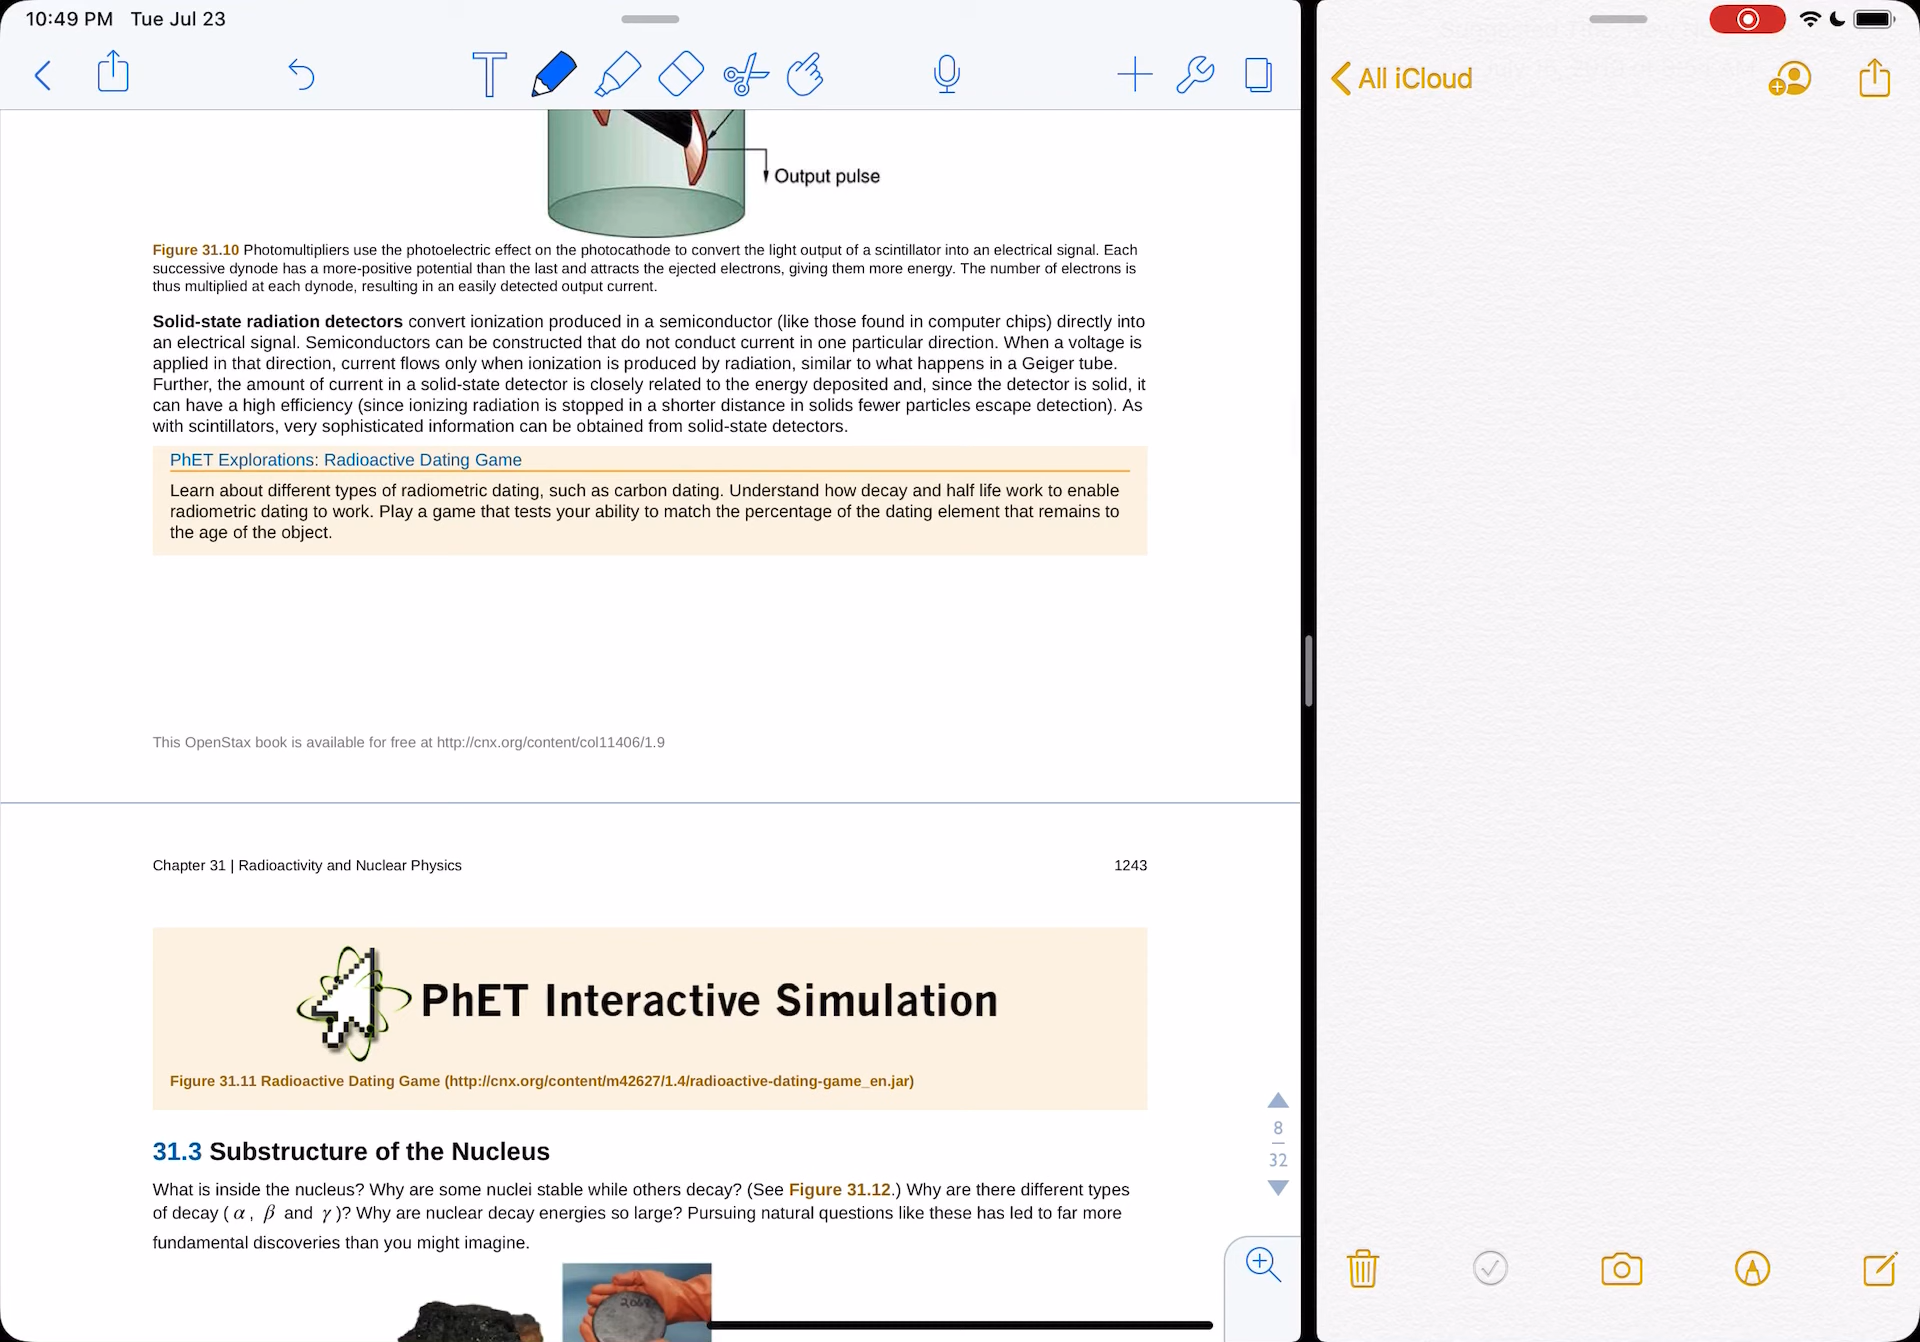 10:49 PM Tue Jul 23
All iCloud
Output pulse
Figure 31.10 Photomultipliers use the photoelectric effect on the photocathode to convert the light output of a scintillator into an electrical signal. Each
successive dynode has a more-positive potential than the last and attracts the ejected electrons, giving them more energy. The number of electrons is
thus multiplied at each dynode, resulting in an easily detected output current.
Solid-state radiation detectors convert ionization produced in a semiconductor (like those found in computer chips) directly into
an electrical signal. Semiconductors can be constructed that do not conduct current in one particular direction. When a voltage is
applied in that direction, current flows only when ionization is produced by radiation, similar to what happens in a Geiger tube.
Further, the amount of current in a solid-state detector is closely related to the energy deposited and, since the detector is solid, it
can have a high efficiency (since ionizing radiation is stopped in a shorter distance in solids fewer particles escape detection). As
with scintillators, very sophisticated information can be obtained from solid-state detectors.
PhET Explorations: Radioactive Dating Game
Learn about different types of radiometric dating, such as carbon dating. Understand how decay and half life work to enable
radiometric dating to work. Play a game that tests your ability to match the percentage of the dating element that remains to
the age of the object.
This OpenStax book is available for free at http://cnx.org/content/col11406/1.9
Chapter 31 | Radioactivity and Nuclear Physics 1243
PhET Interactive Simulation
Figure 31.11 Radioactive Dating Game (http://cnx.org/content/m42627/1.4/radioactive-dating-game_en.jar)
8
32
31.3 Substructure of the Nucleus
What is inside the nucleus? Why are some nuclei stable while others decay? (See Figure 31.12.) Why are there different types
of decay ( α , β and γ )? Why are nuclear decay energies so large? Pursuing natural questions like these has led to far more
fundamental discoveries than you might imagine.
2068